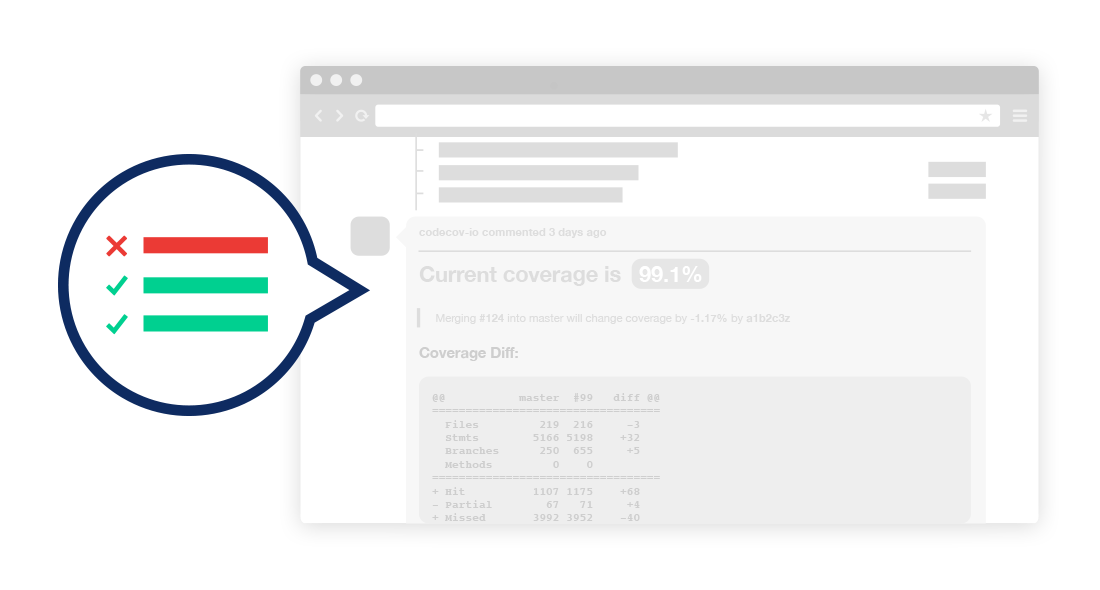 codecov-io commented 3 days ago
Current coverage is 99.1%
Merging #124 into master will change coverage by -1.17% by a1b2c3z
Coverage Diff:
@@ master #99 diff @@
==================================
Files 219 216 -3
Stmts 5166 5198 +32
Branches 250 655 +5
Methods 0 0
==================================
+ Hit 1107 1175 +68
- Partial 67 71 +4
+ Missed 3992 3952 -40